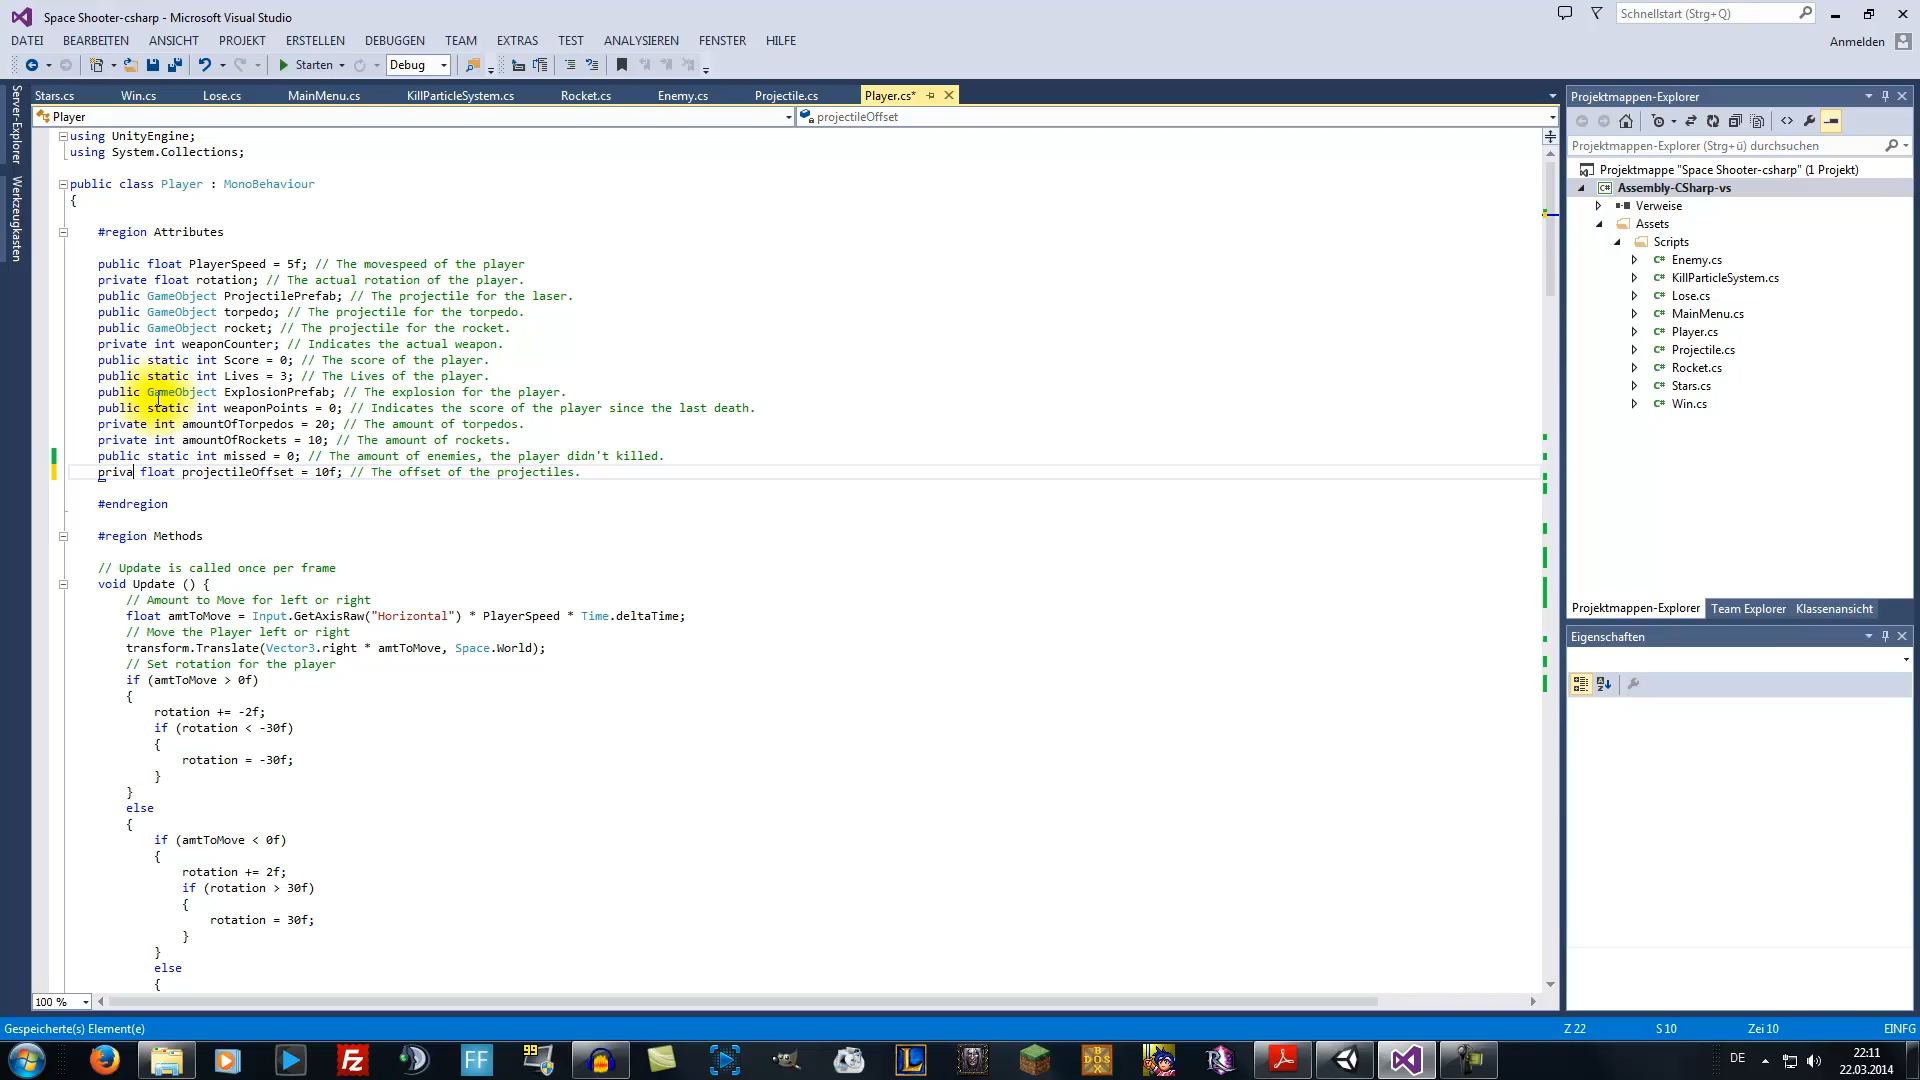 Space Shooter-csharp - Microsoft Visual Studio
Schnellstart (Strg+Q)
DATEI BEARBEITEN ANSICHT PROJEKT ERSTELLEN DEBUGGEN TEAM EXTRAS TEST ANALYSIEREN FENSTER HILFE
Anmelden
Starten Debug
Stars.cs Win.cs Lose.cs MainMenu.cs KillParticleSystem.cs Rocket.cs Enemy.cs Projectile.cs Player.cs*
Player projectileOffset
using UnityEngine;
using System.Collections;
public class Player : MonoBehaviour
{
#region Attributes
public float PlayerSpeed = 5f; // The movespeed of the player
private float rotation; // The actual rotation of the player.
public GameObject ProjectilePrefab; // The projectile for the laser.
public GameObject torpedo; // The projectile for the torpedo.
public GameObject rocket; // The projectile for the rocket.
private int weaponCounter; // Indicates the actual weapon.
public static int Score = 0; // The score of the player.
public static int Lives = 3; // The Lives of the player.
public GameObject ExplosionPrefab; // The explosion for the player.
public static int weaponPoints = 0; // Indicates the score of the player since the last death.
private int amountOfTorpedos = 20; // The amount of torpedos.
private int amountOfRockets = 10; // The amount of rockets.
public static int missed = 0; // The amount of enemies, the player didn't killed.
priva float projectileOffset = 10f; // The offset of the projectiles.
#endregion
#region Methods
// Update is called once per frame
void Update () {
// Amount to Move for left or right
float amtToMove = Input.GetAxisRaw("Horizontal") * PlayerSpeed * Time.deltaTime;
// Move the Player left or right
transform.Translate(Vector3.right * amtToMove, Space.World);
// Set rotation for the player
if (amtToMove > 0f)
{
rotation += -2f;
if (rotation < -30f)
{
rotation = -30f;
}
}
else
{
if (amtToMove < 0f)
{
rotation += 2f;
if (rotation > 30f)
{
rotation = 30f;
}
}
else
{
100 %
Server-Explorer
Werkzeugkasten
Projektmappen-Explorer
Projektmappen-Explorer (Strg+ü) durchsuchen
Projektmappe "Space Shooter-csharp" (1 Projekt)
Assembly-CSharp-vs
Verweise
Assets
Scripts
Enemy.cs
KillParticleSystem.cs
Lose.cs
MainMenu.cs
Player.cs
Projectile.cs
Rocket.cs
Stars.cs
Win.cs
Projektmappen-Explorer Team Explorer Klassenansicht
Eigenschaften
Gespeicherte(s) Element(e) Z 22 S 10 Zei 10 EINFG
FF
99
DE
22:11
22.03.2014